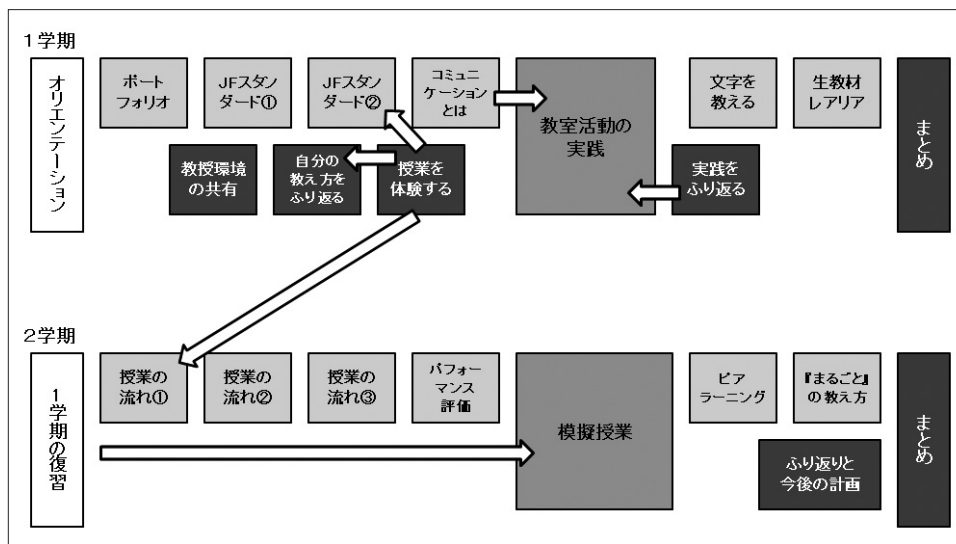 1学期
オリエンテーション
ポート
フォリオ
JFスタン
ダード①
JFスタン
ダード②
コミュニ
ケーション
とは
教室活動の
実践
文字を
教える
生教材
レアリア
まとめ
教授環境
の共有
自分の
教え方を
ふり返る
授業を
体験する
実践を
ふり返る
2学期
1学期の復習
授業の
流れ①
授業の
流れ②
授業の
流れ③
パフォー
マンス
評価
模擬授業
ピア
ラーニング
『まるごと』
の教え方
まとめ
ふり返りと
今後の計画